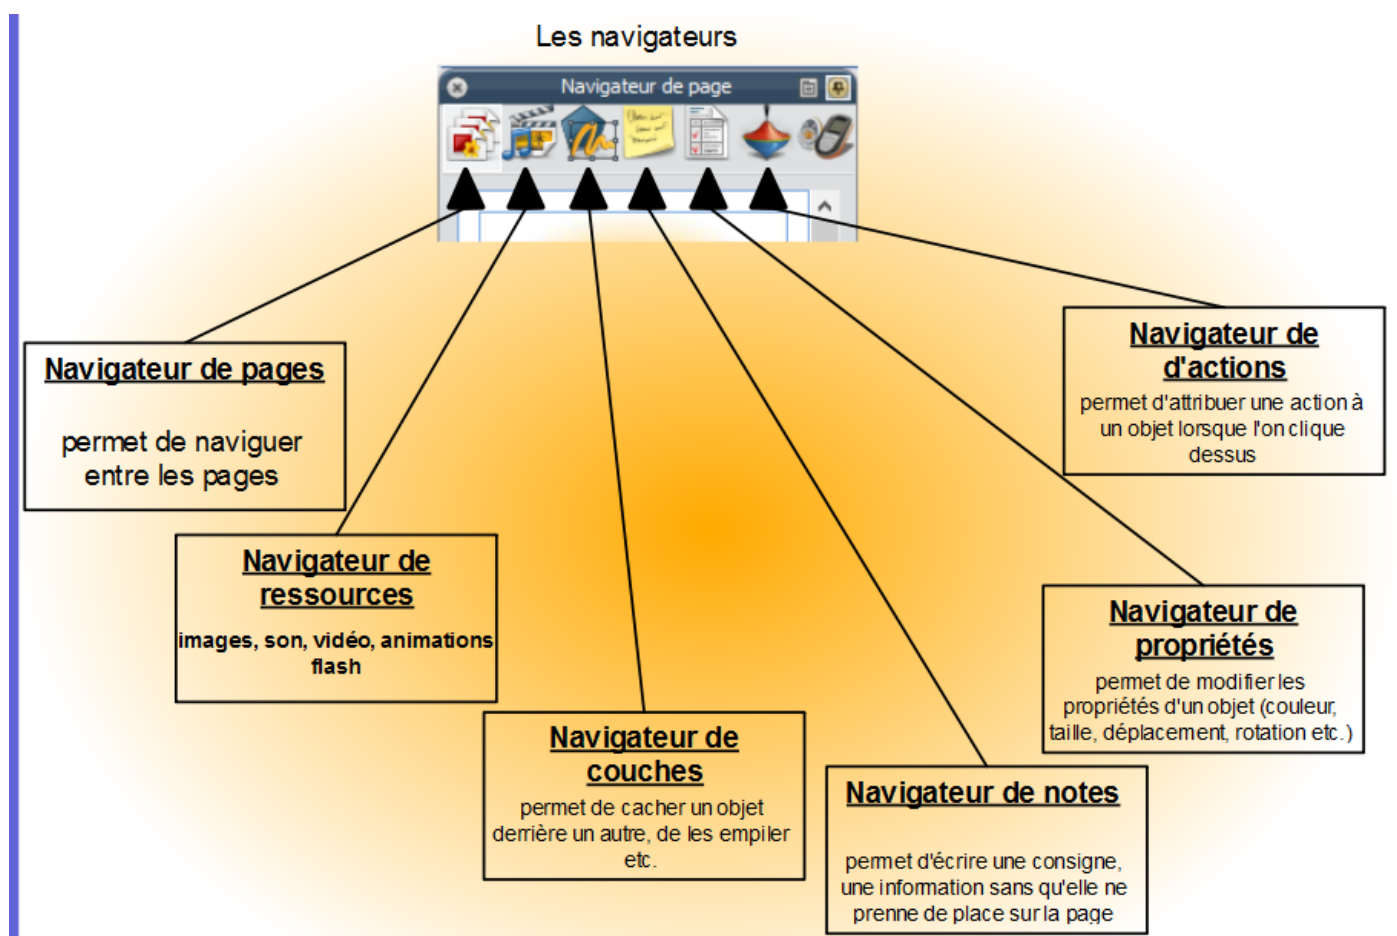 Les navigateurs
Navigateur de page
Navigateur de pages
permet de naviguer
entre les pages
Navigateur de
ressources
images, son, vidéo, animations
flash
Navigateur de
couches
permet de cacher un objet
derrière un autre, de les empiler
etc.
Navigateur de notes
permet d'écrire une consigne,
une information sans qu'elle ne
prenne de place sur la page
Navigateur de
propriétés
permet de modifier les
propriétés d'un objet (couleur,
taille, déplacement, rotation etc.)
Navigateur de
d'actions
permet d'attribuer une action à
un objet lorsque l'on clique
dessus